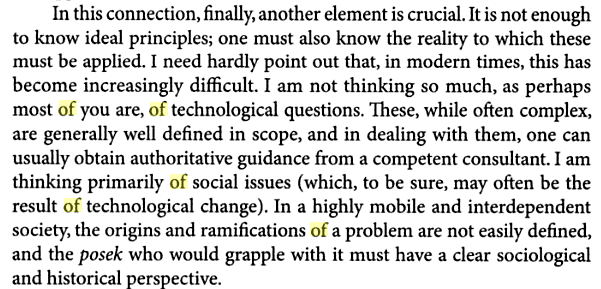 In this connection, finally, another element is crucial. It is not enough
to know ideal principles; one must also know the reality to which these
must be applied. I need hardly point out that, in modern times, this has
become increasingly difficult. I am not thinking so much, as perhaps
most of you are, of technological questions. These, while often complex,
are generally well defined in scope, and in dealing with them, one can
usually obtain authoritative guidance from a competent consultant. I am
thinking primarily of social issues (which, to be sure, may often be the
result of technological change). In a highly mobile and interdependent
society, the origins and ramifications of a problem are not easily defined,
and the posek who would grapple with it must have a clear sociological
and historical perspective.